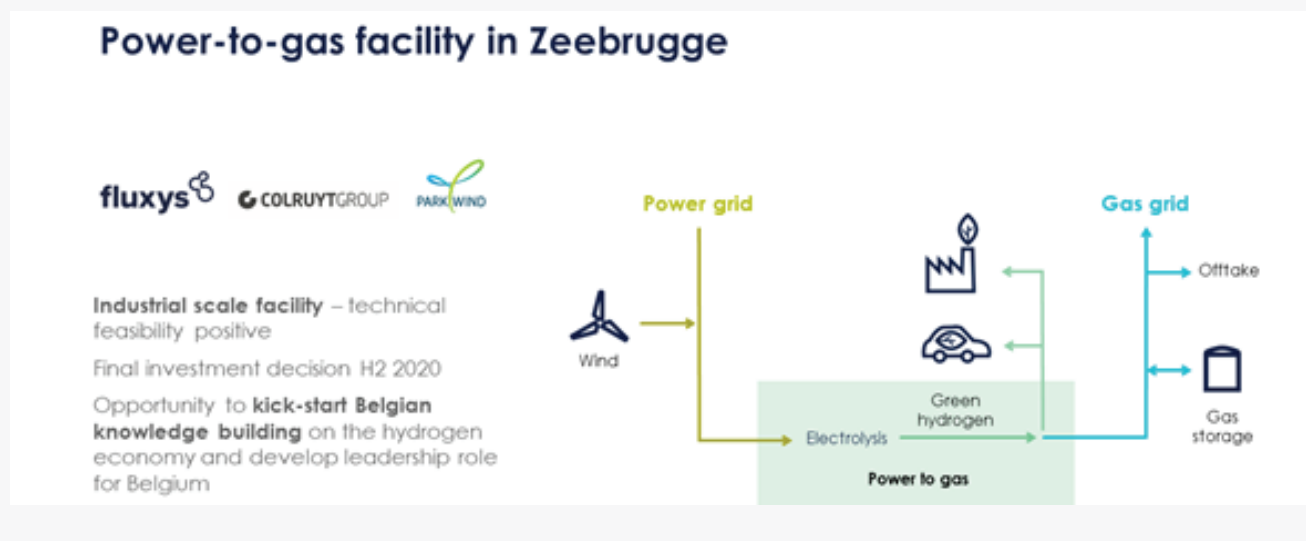 Power-to-gas facility in Zeebrugge
fluxys
COLRUYTGROUP
PARKWIND
Industrial scale facility – technical
feasibility positive
Final investment decision H2 2020
Opportunity to kick-start Belgian
knowledge building on the hydrogen
economy and develop leadership role
for Belgium
Power grid
Wind
Electrolysis
Green
hydrogen
Power to gas
Gas grid
Offtake
Gas
storage